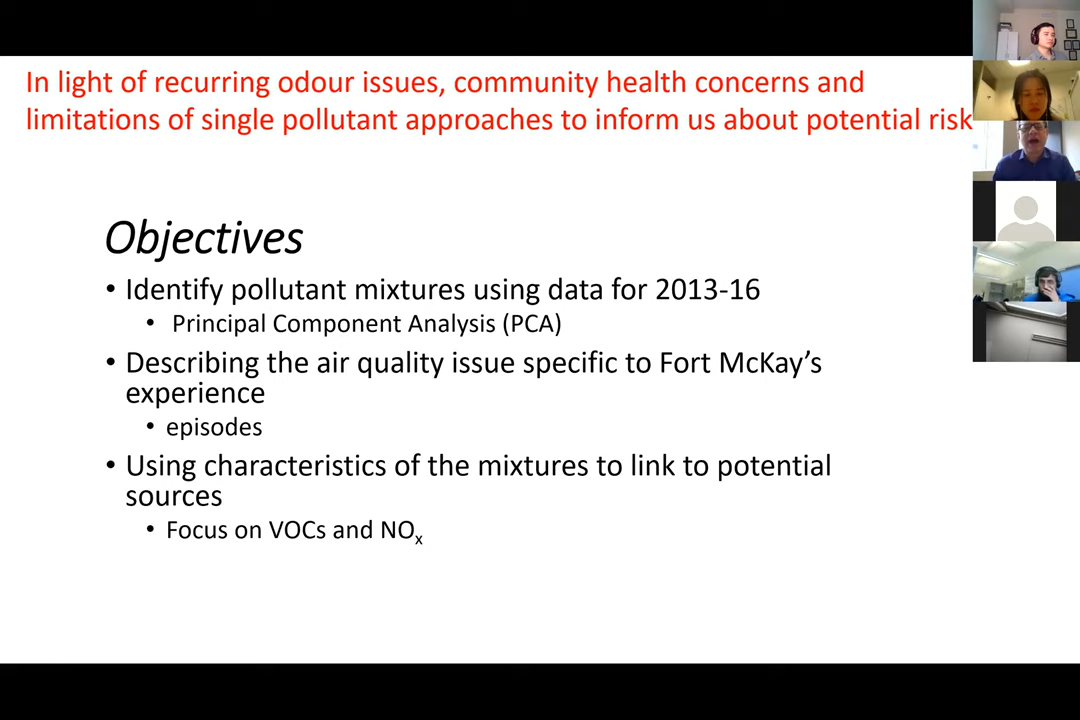 In light of recurring odour issues, community health concerns and
limitations of single pollutant approaches to inform us about potential risk
Objectives
• Identify pollutant mixtures using data for 2013-16
• Principal Component Analysis (PCA)
• Describing the air quality issue specific to Fort McKay’s
experience
• episodes
• Using characteristics of the mixtures to link to potential
sources
• Focus on VOCs and NOx